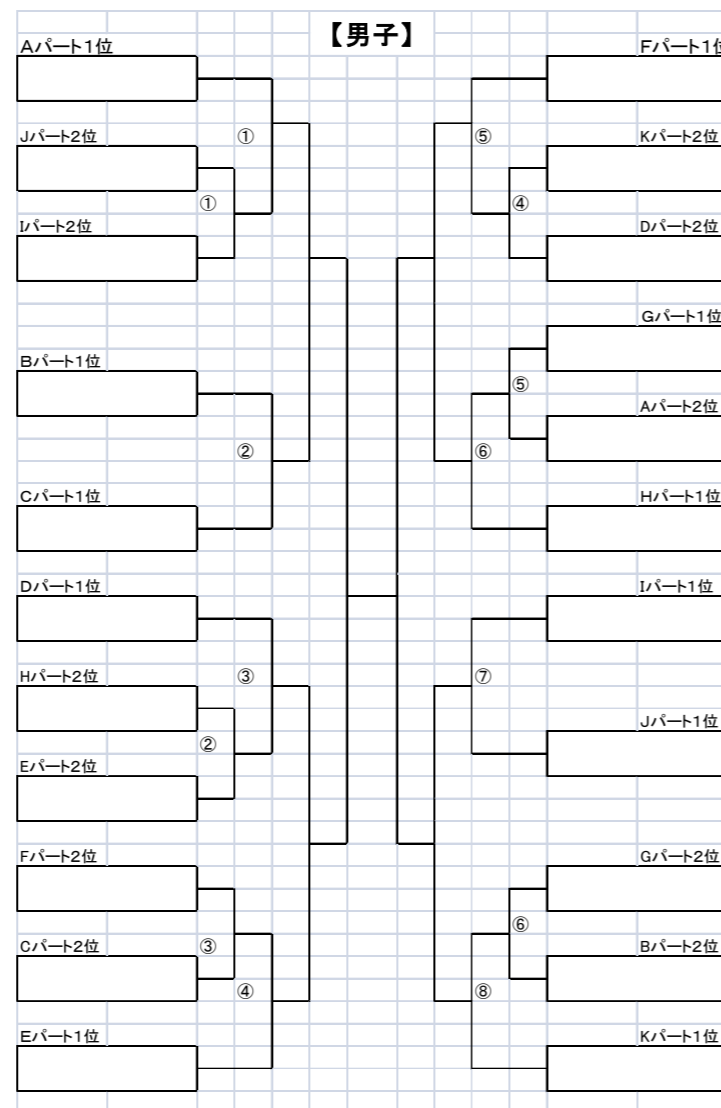 【男子】
Aパート1位
Jパート2位
①
①
Iパート2位
Bパート1位
②
Cパート1位
Dパート1位
Hパート2位
③
②
Eパート2位
Fパート2位
Cパート2位
③
④
Eパート1位
Fパート1位
⑤
Kパート2位
④
Dパート2位
Gパート1位
⑤
Aパート2位
⑥
Hパート1位
Iパート1位
⑦
Jパート1位
Gパート2位
⑥
Bパート2位
⑧
Kパート1位